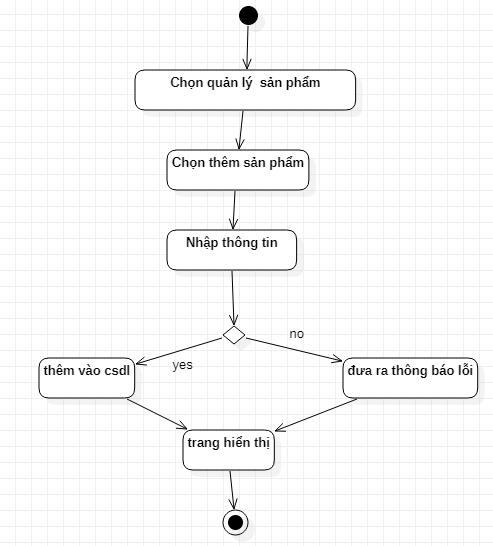 Chọn quản lý  sản phẩm
Chọn thêm sản phẩm
Nhập thông tin
no
yes
thêm vào csdl
đưa ra thông báo lỗi
trang hiển thị